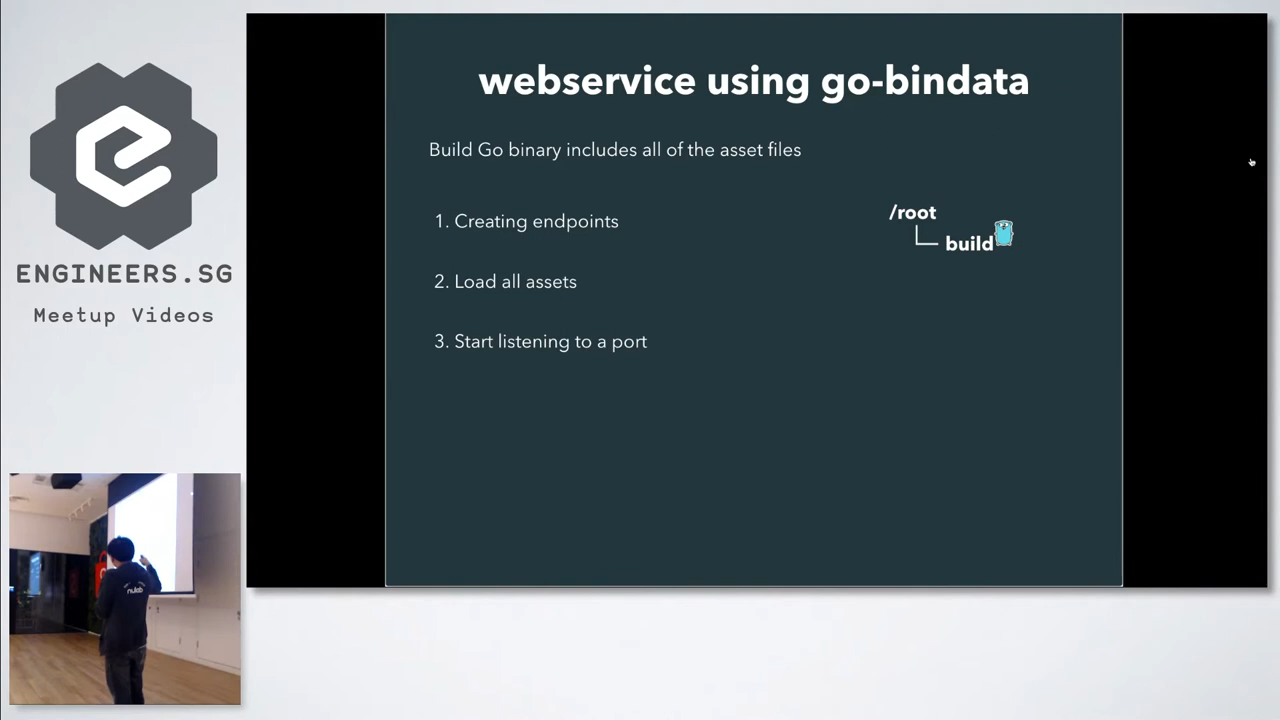 ENGINEERS.SG
Meetup Videos
webservice using go-bindata
Build Go binary includes all of the asset files
1. Creating endpoints
2. Load all assets
3. Start listening to a port
/root
build
nulab